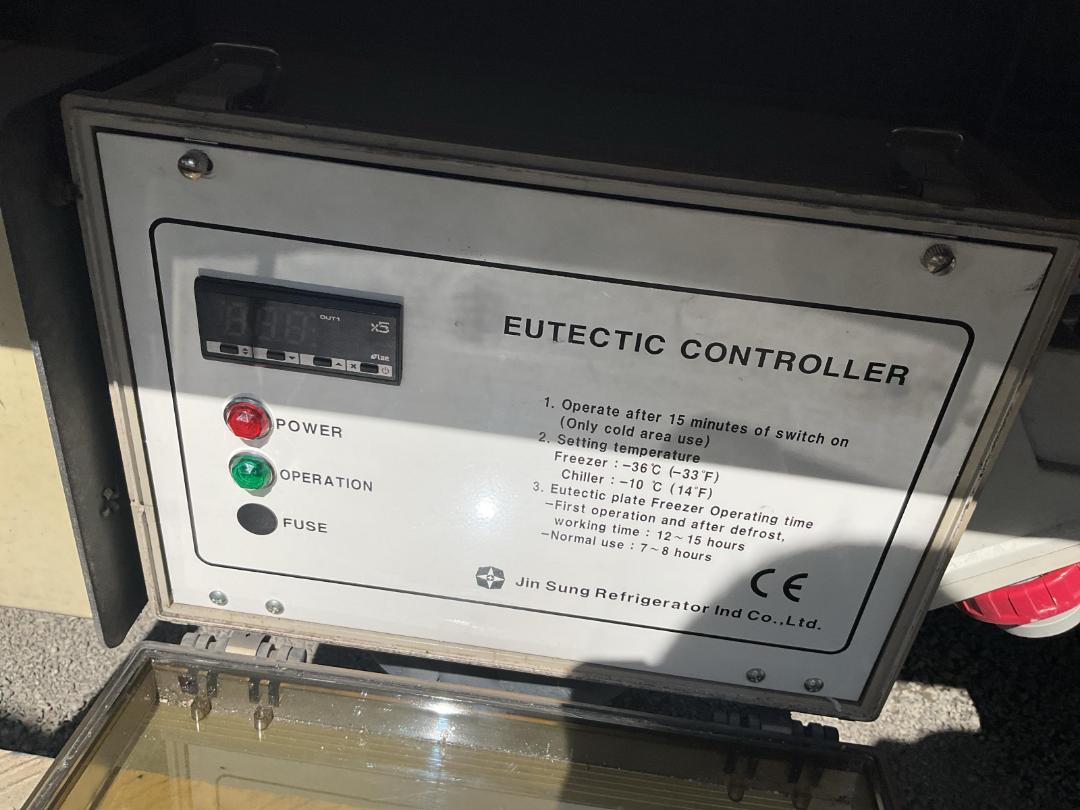 OUT1
x5
EUTECTIC CONTROLLER
POWER
OPERATION
FUSE
1. Operate after 15 minutes of switch on
(Only cold area use)
2. Setting temperature
Freezer : −36℃ (−33℉)
Chiller : −10 ℃ (14℉)
3. Eutectic plate Freezer Operating time
−First operation and after defrost,
working time : 12~15 hours
−Normal use : 7~8 hours
CE
Jin Sung Refrigerator Ind Co.,Ltd.